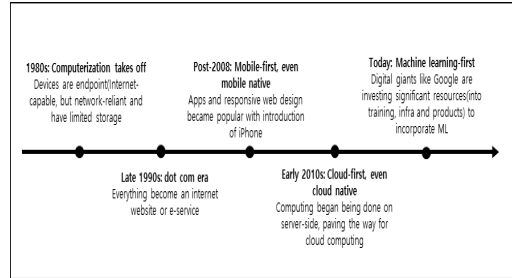 1980s: Computerization takes off
Devices are endpoint(Internet-
capable, but network-reliant and
have limited storage
Late 1990s: dot com era
Everything become an internet
website or e-service
Post-2008: Mobile-first, even
mobile native
Apps and responsive web design
became popular with introduction
of iPhone
Early 2010s: Cloud-first, even
cloud native
Computing began being done on
server-side, paving the way for
cloud computing
Today: Machine learning-first
Digital giants like Google are
investing significant resources(into
training, infra and products) to
incorporate ML